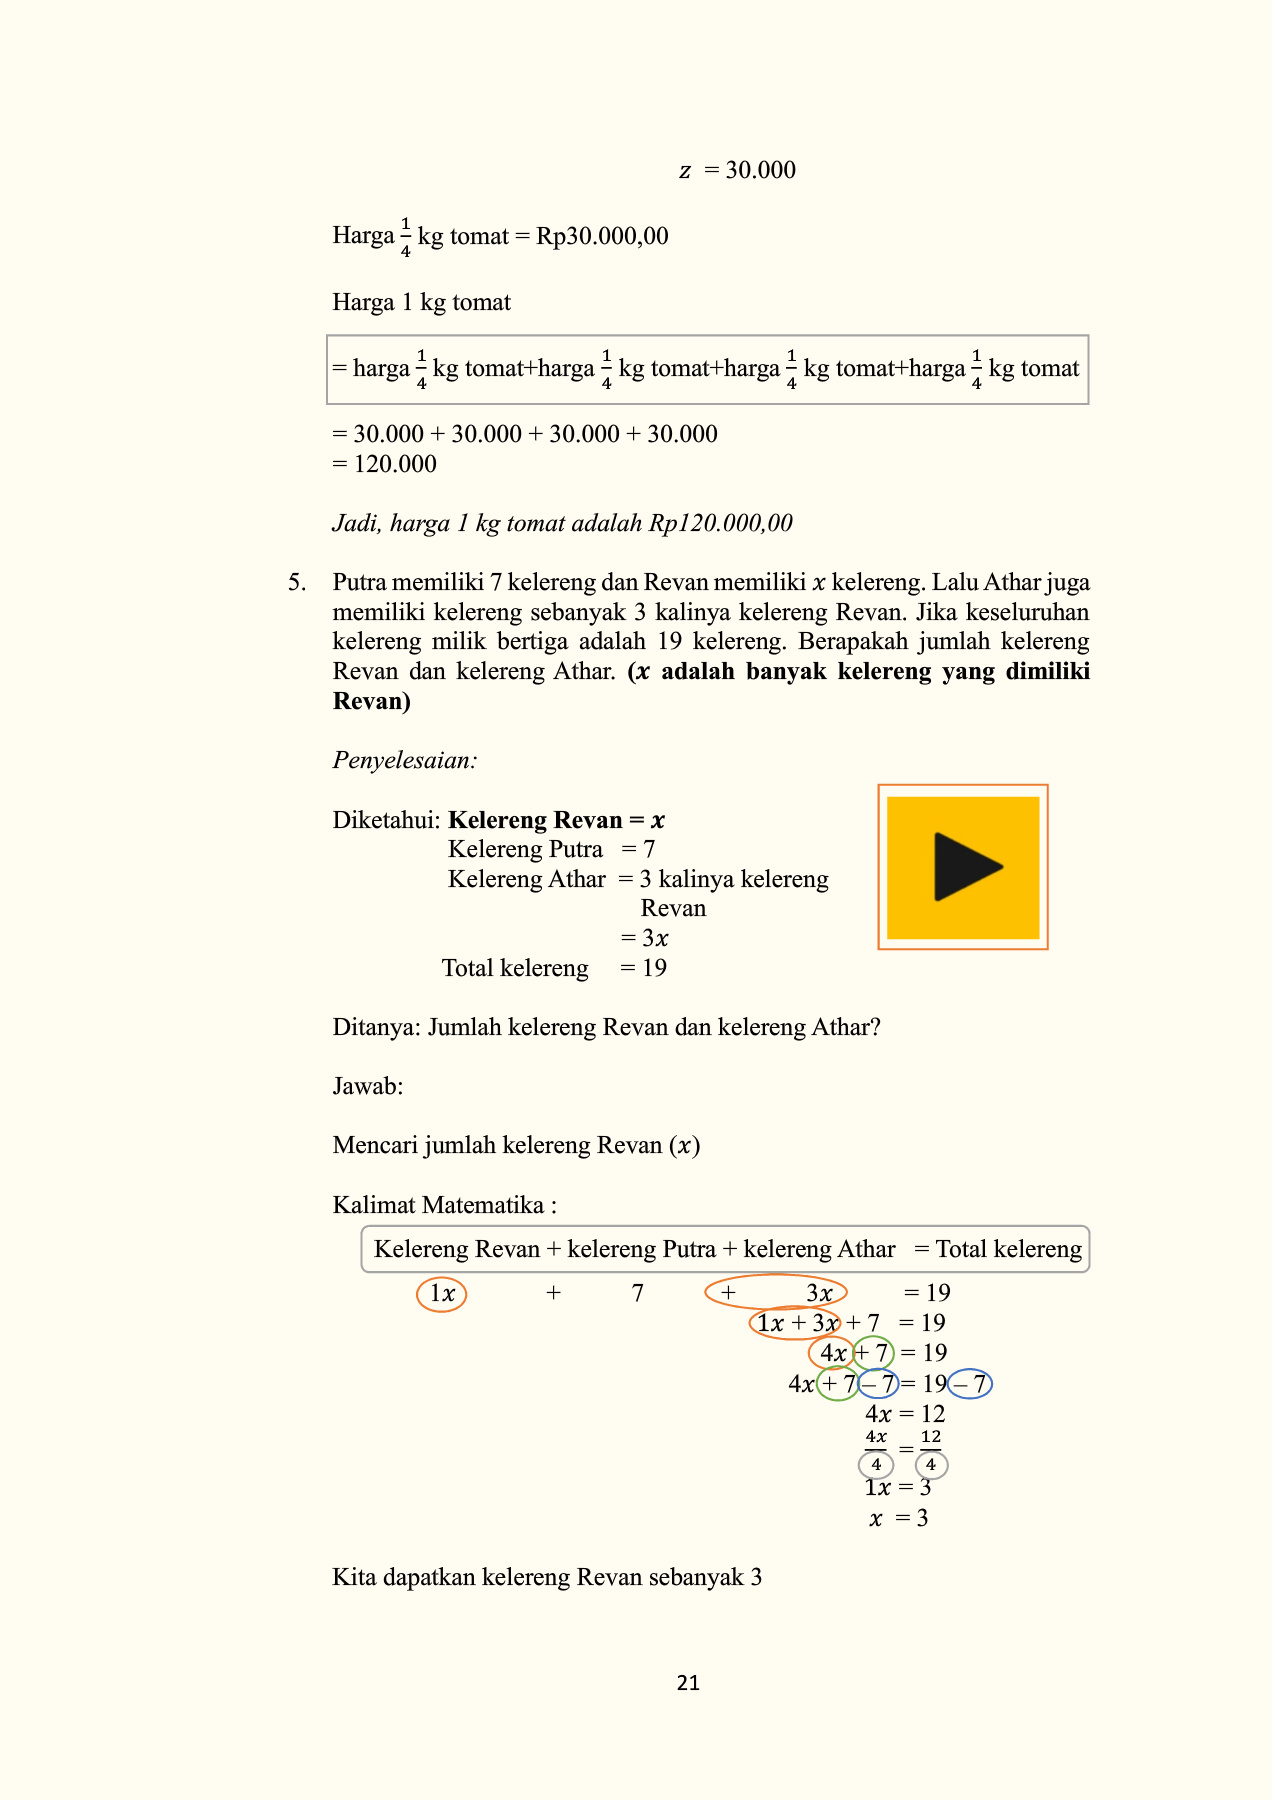 z = 30.000
Harga 1/4 kg tomat = Rp30.000,00
Harga 1 kg tomat
= harga 1/4 kg tomat+harga 1/4 kg tomat+harga 1/4 kg tomat+harga 1/4 kg tomat
= 30.000 + 30.000 + 30.000 + 30.000
= 120.000
Jadi, harga 1 kg tomat adalah Rp120.000,00
5. Putra memiliki 7 kelereng dan Revan memiliki x kelereng. Lalu Athar juga
memiliki kelereng sebanyak 3 kalinya kelereng Revan. Jika keseluruhan
kelereng milik bertiga adalah 19 kelereng. Berapakah jumlah kelereng
Revan dan kelereng Athar. (x adalah banyak kelereng yang dimiliki
Revan)
Penyelesaian:
Diketahui: Kelereng Revan = x
Kelereng Putra = 7
Kelereng Athar = 3 kalinya kelereng
Revan
= 3x
Total kelereng = 19
Ditanya: Jumlah kelereng Revan dan kelereng Athar?
Jawab:
Mencari jumlah kelereng Revan (x)
Kalimat Matematika :
Kelereng Revan + kelereng Putra + kelereng Athar = Total kelereng
1x + 7 + 3x = 19
1x + 3x + 7 = 19
4x + 7 = 19
4x + 7 – 7 = 19 – 7
4x = 12
4x/4 = 12/4
1x = 3
x = 3
Kita dapatkan kelereng Revan sebanyak 3
21